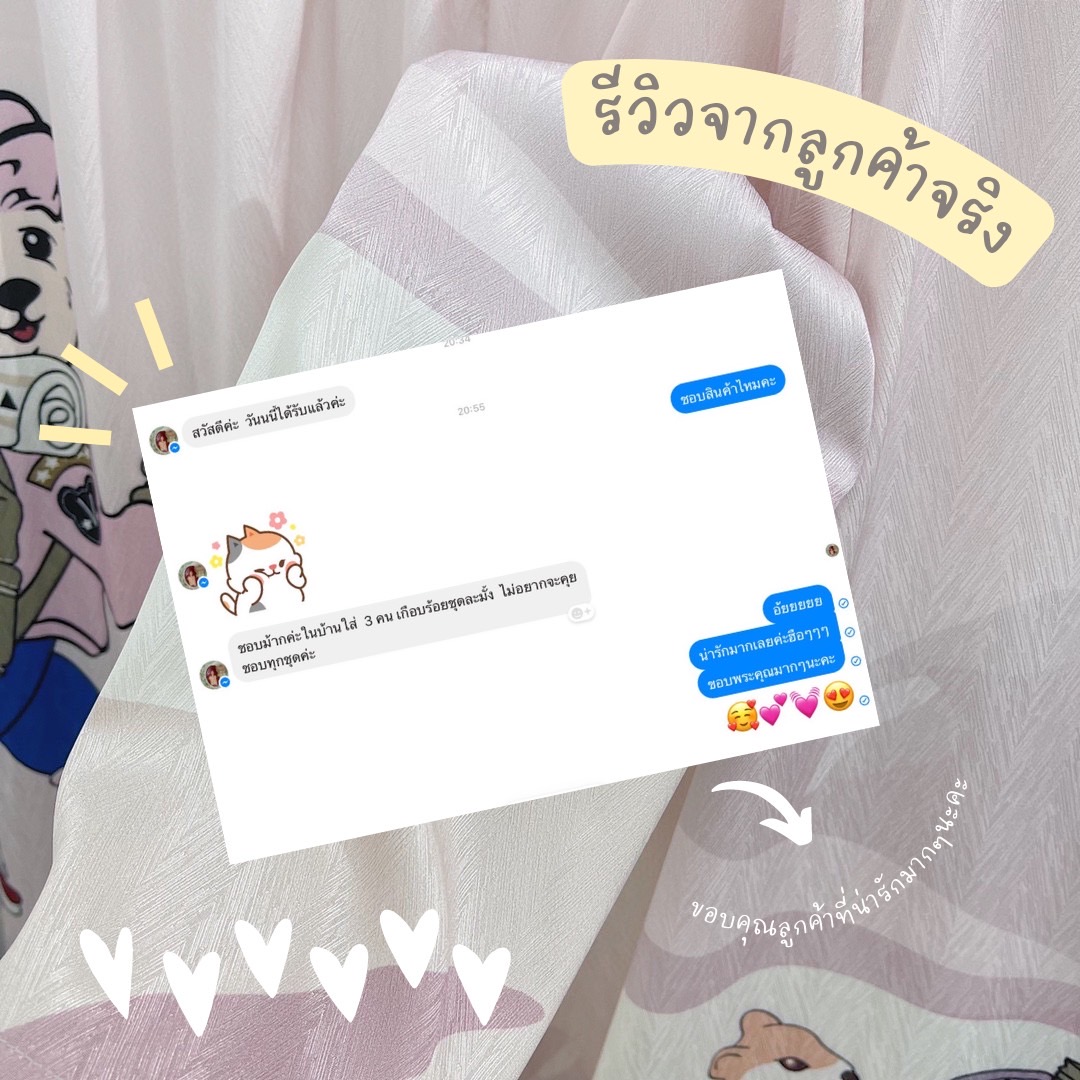 รีวิวจากลูกค้าจริง
20:34
สวัสดีค่ะ วันนนี้ได้รับแล้วค่ะ
20:55
ชอบสินค้าไหมคะ
ชอบม้ากค่ะในบ้านใส่ 3 คน เกือบร้อยชุดละมั้ง ไม่อยากจะคุย
ชอบทุกชุดค่ะ
อ้ยยยยย
น่ารักมากเลยค่ะฮือๆๆๆ
ขอบพระคุณมากๆนะคะ
ขอบคุณลูกค้าที่น่ารักมากๆนะคะ